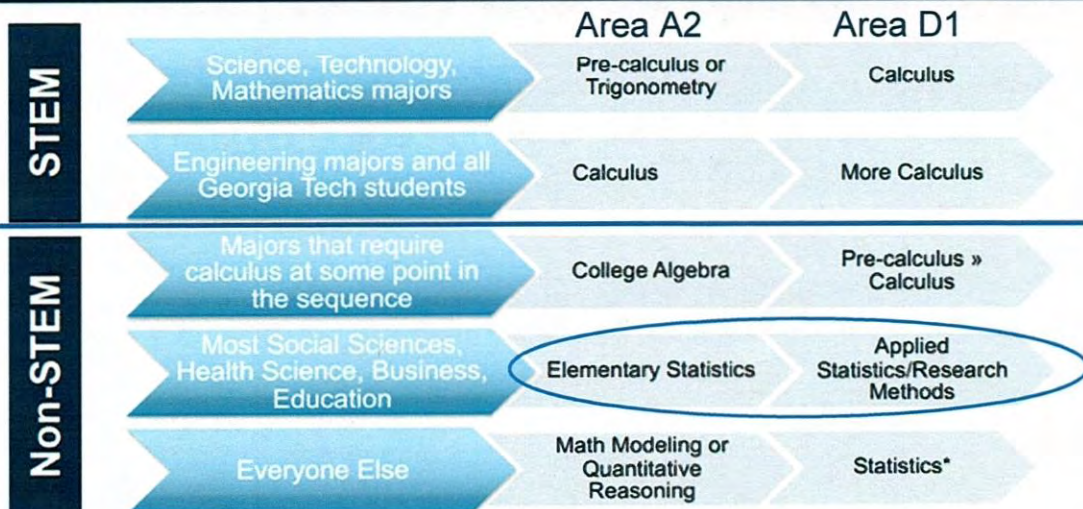 Area A2
Area D1
STEM
Science, Technology,
Mathematics majors
Pre-calculus or
Trigonometry
Calculus
Engineering majors and all
Georgia Tech students
Calculus
More Calculus
Non-STEM
Majors that require
calculus at some point in
the sequence
College Algebra
Pre-calculus »
Calculus
Most Social Sciences,
Health Science, Business,
Education
Elementary Statistics
Applied
Statistics/Research
Methods
Everyone Else
Math Modeling or
Quantitative
Reasoning
Statistics*